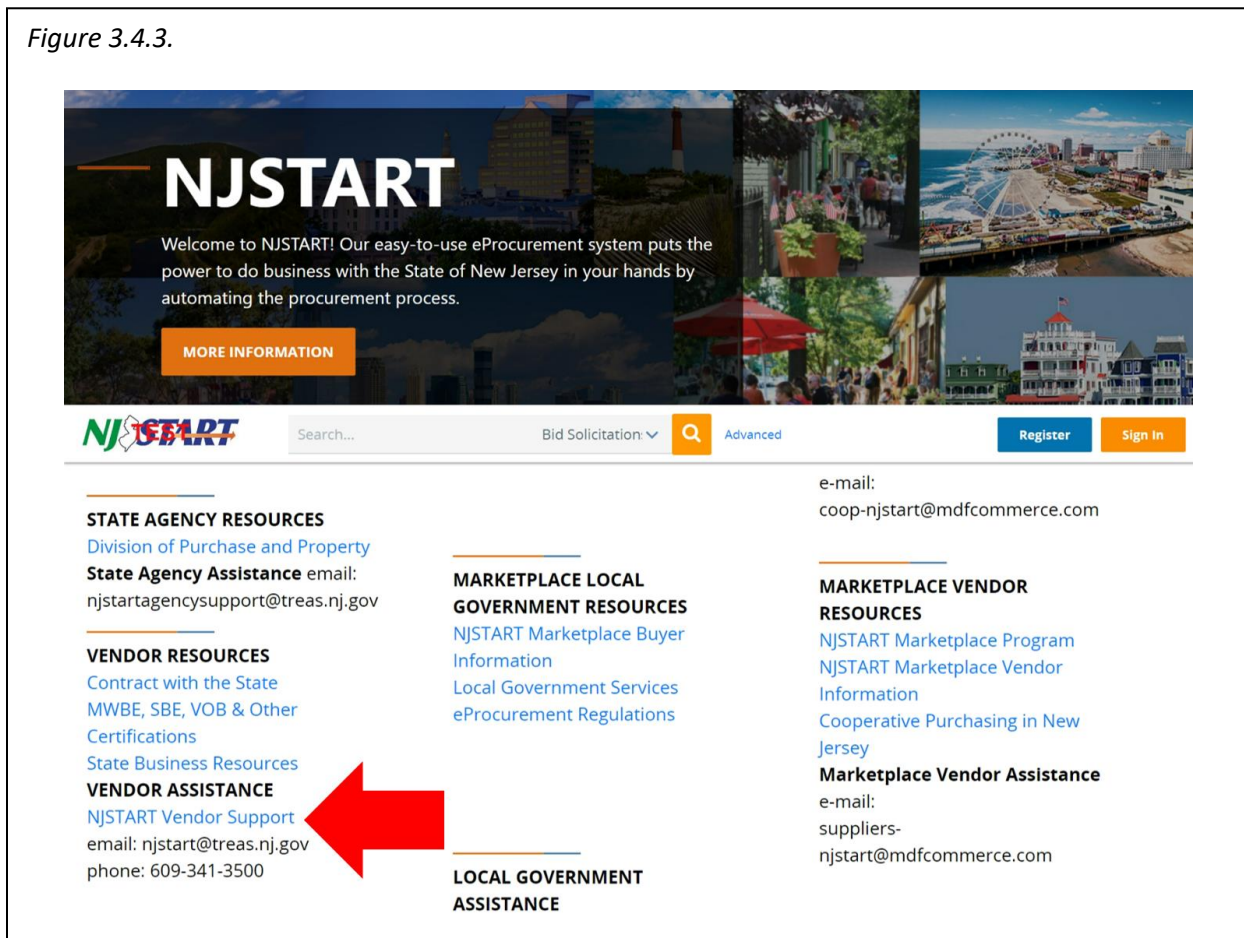 Figure 3.4.3.
NJSTART
Welcome to NJSTART! Our easy-to-use eProcurement system puts the
power to do business with the State of New Jersey in your hands by
automating the procurement process.
MORE INFORMATION
NJSTART
TEST
Search...
Bid Solicitation:
Advanced
Register
Sign In
STATE AGENCY RESOURCES
Division of Purchase and Property
State Agency Assistance email:
njstartagencysupport@treas.nj.gov
VENDOR RESOURCES
Contract with the State
MWBE, SBE, VOB & Other
Certifications
State Business Resources
VENDOR ASSISTANCE
NJSTART Vendor Support
email: njstart@treas.nj.gov
phone: 609-341-3500
MARKETPLACE LOCAL
GOVERNMENT RESOURCES
NJSTART Marketplace Buyer
Information
Local Government Services
eProcurement Regulations
LOCAL GOVERNMENT
ASSISTANCE
e-mail:
coop-njstart@mdfcommerce.com
MARKETPLACE VENDOR
RESOURCES
NJSTART Marketplace Program
NJSTART Marketplace Vendor
Information
Cooperative Purchasing in New
Jersey
Marketplace Vendor Assistance
e-mail:
suppliers-
njstart@mdfcommerce.com